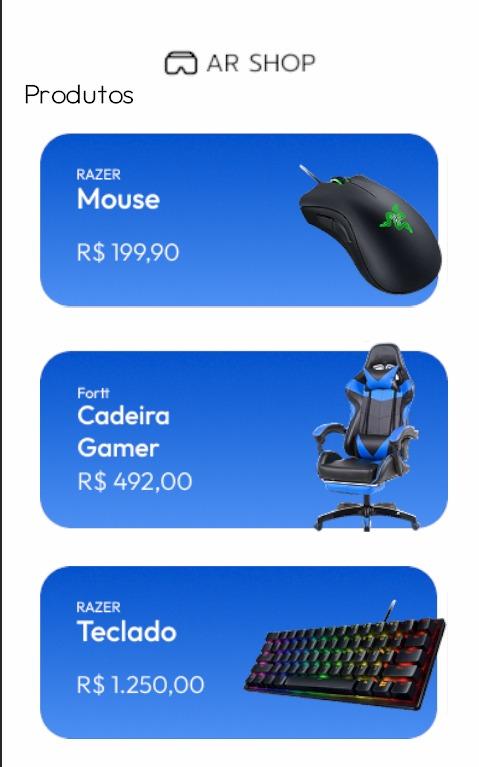 AR SHOP
Produtos
RAZER
Mouse
R$ 199,90
Fortt
Cadeira
Gamer
R$ 492,00
RAZER
Teclado
R$ 1.250,00